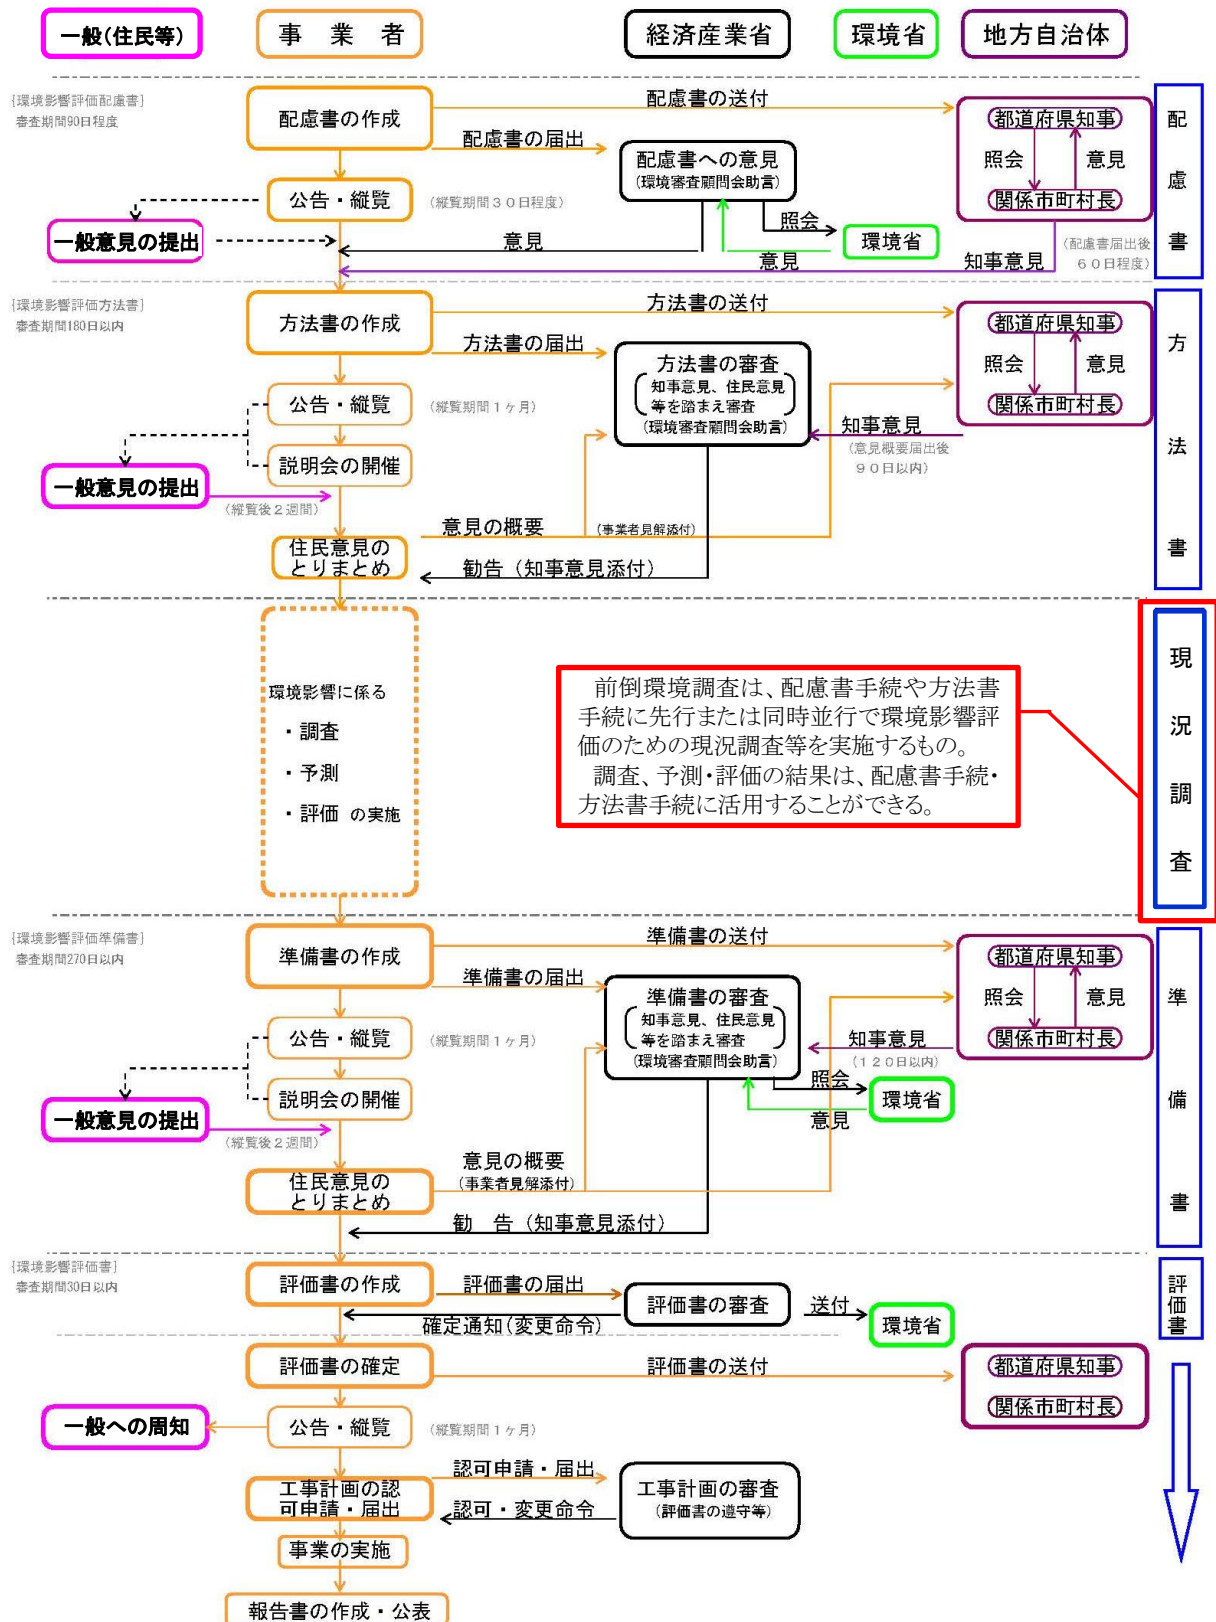 一般(住民等)
事業者
経済産業省
環境省
地方自治体
[環境影響評価配慮書]
審査期間90日程度
配慮書の作成
配慮書の送付
配慮書の届出
配慮書への意見
(環境審査顧問会助言)
都道府県知事
照会
意見
関係市町村長
配慮書
公告・縦覧
(縦覧期間30日程度)
一般意見の提出
意見
照会
環境省
意見
知事意見
(配慮書届出後
60日程度)
[環境影響評価方法書]
審査期間180日以内
方法書の作成
方法書の送付
方法書の届出
方法書の審査
知事意見、住民意見
等を踏まえ審査
(環境審査顧問会助言)
都道府県知事
照会
意見
関係市町村長
方法書
公告・縦覧
(縦覧期間1ヶ月)
知事意見
(意見概要届出後
90日以内)
説明会の開催
一般意見の提出
(縦覧後2週間)
意見の概要
(事業者見解添付)
住民意見の
とりまとめ
勧告(知事意見添付)
環境影響に係る
・調査
・予測
・評価 の実施
前倒環境調査は、配慮書手続や方法書
手続に先行または同時並行で環境影響評
価のための現況調査等を実施するもの。
調査、予測・評価の結果は、配慮書手続・
方法書手続に活用することができる。
現況調査
[環境影響評価準備書]
審査期間270日以内
準備書の作成
準備書の送付
準備書の届出
準備書の審査
知事意見、住民意見
等を踏まえ審査
(環境審査顧問会助言)
都道府県知事
照会
意見
関係市町村長
準備書
公告・縦覧
(縦覧期間1ヶ月)
知事意見
(120日以内)
照会
環境省
意見
説明会の開催
一般意見の提出
(縦覧後2週間)
意見の概要
(事業者見解添付)
住民意見の
とりまとめ
勧 告(知事意見添付)
[環境影響評価書]
審査期間30日以内
評価書の作成
評価書の届出
評価書の審査
送付
環境省
確定通知(変更命令)
評価書
評価書の確定
評価書の送付
都道府県知事
関係市町村長
一般への周知
公告・縦覧
(縦覧期間1ヶ月)
工事計画の認
可申請・届出
認可申請・届出
認可・変更命令
工事計画の審査
(評価書の遵守等)
事業の実施
報告書の作成・公表